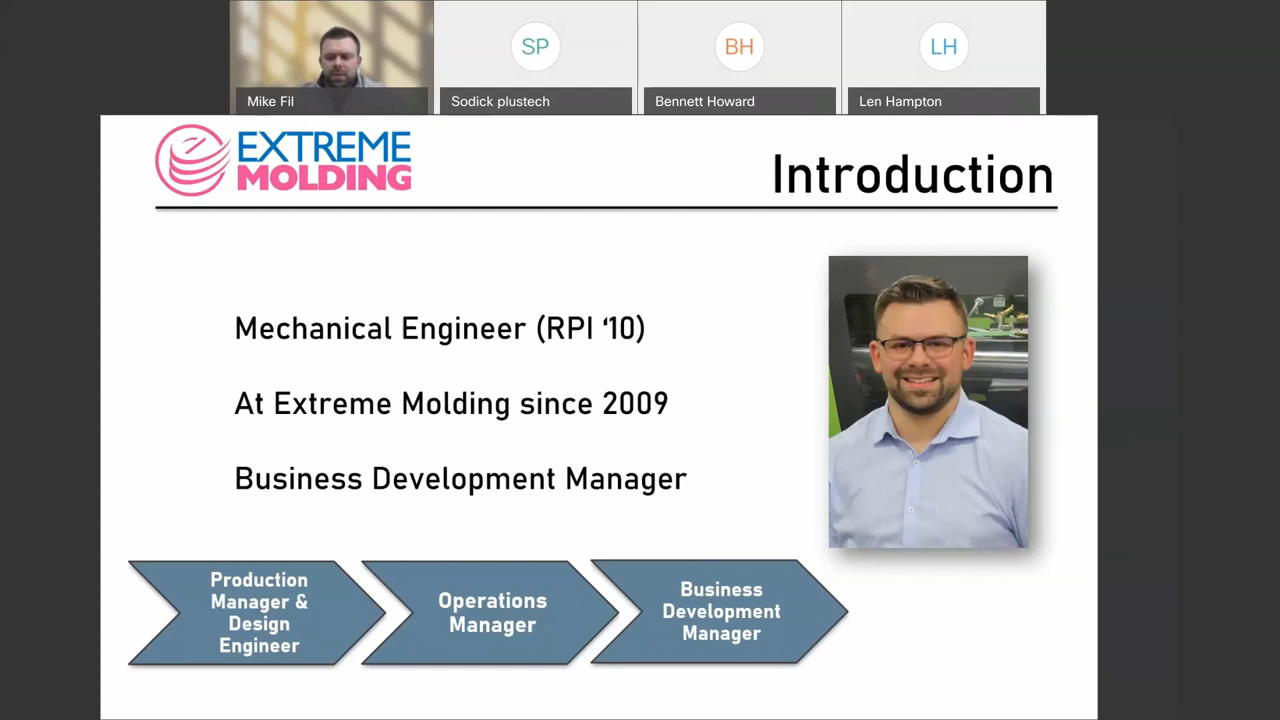 SP
BH
LH
Mike Fil
Sodick plustech
Bennett Howard
Len Hampton
EXTREME
MOLDING
Introduction
Mechanical Engineer (RPI ‘10)
At Extreme Molding since 2009
Business Development Manager
Production
Manager &
Design
Engineer
Operations
Manager
Business
Development
Manager